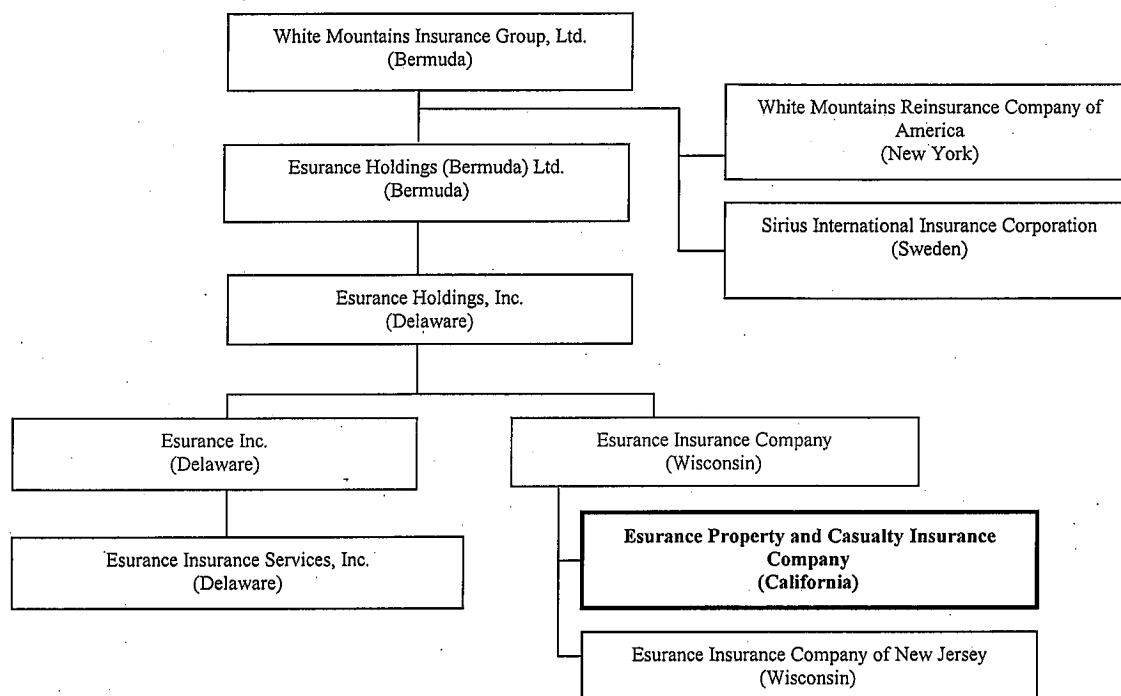 White Mountains Insurance Group, Ltd.
(Bermuda)
White Mountains Reinsurance Company of
America
(New York)
Esurance Holdings (Bermuda) Ltd.
(Bermuda)
Sirius International Insurance Corporation
(Sweden)
Esurance Holdings, Inc.
(Delaware)
Esurance Inc.
(Delaware)
Esurance Insurance Company
(Wisconsin)
Esurance Property and Casualty Insurance
Company
(California)
Esurance Insurance Services, Inc.
(Delaware)
Esurance Insurance Company of New Jersey
(Wisconsin)